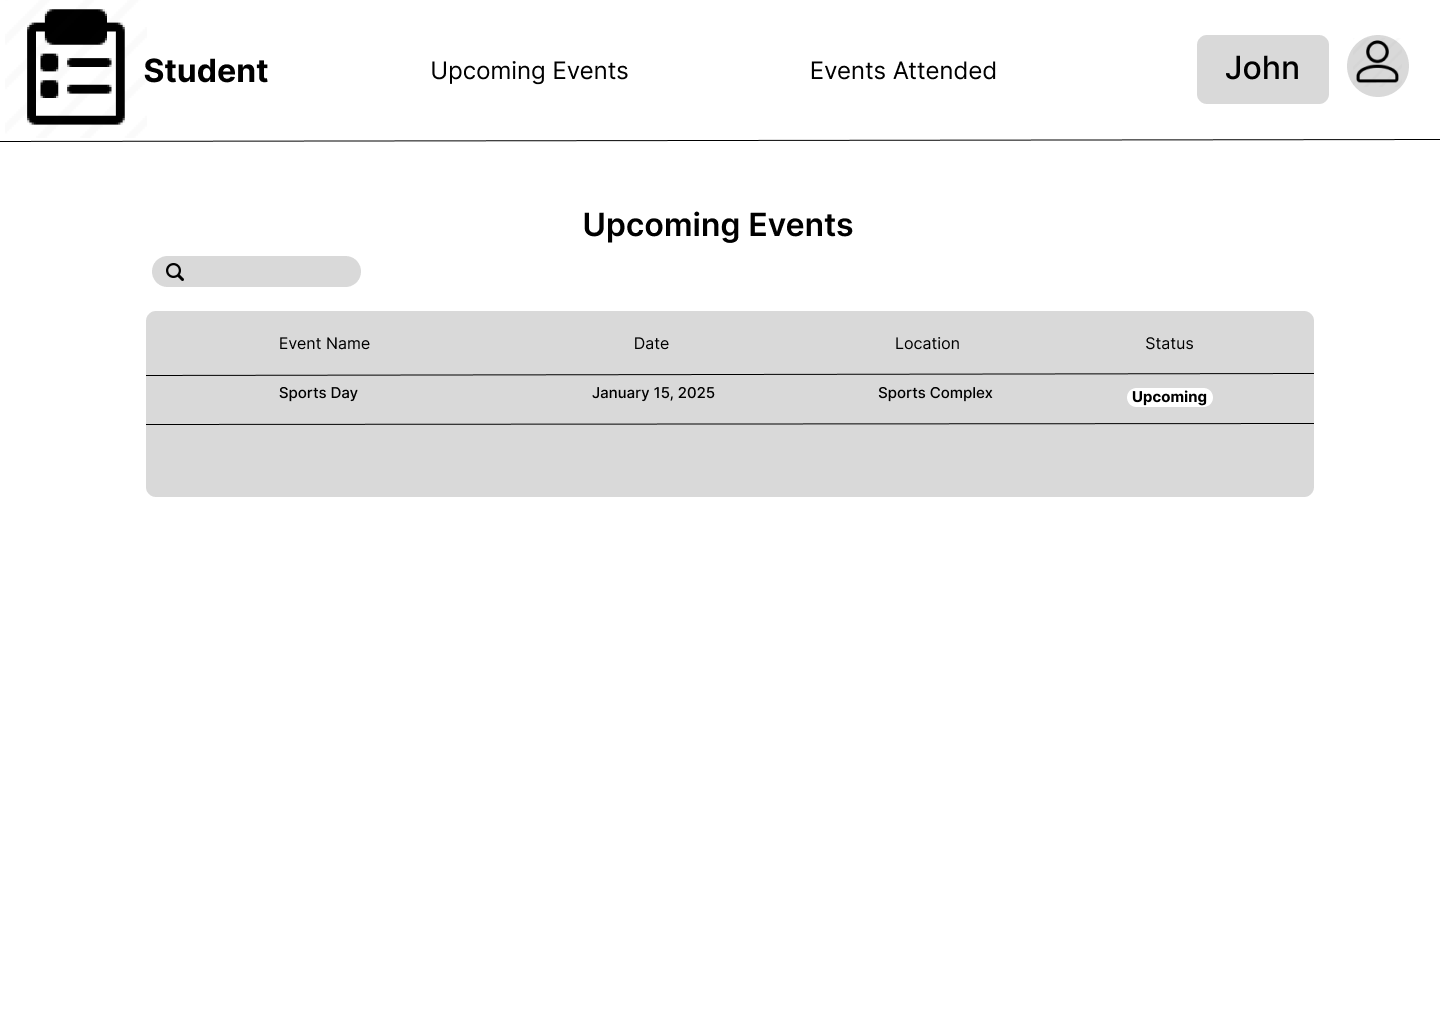 Student
Upcoming Events
Events Attended
John
Upcoming Events
Event Name Date Location Status
Sports Day January 15, 2025 Sports Complex Upcoming